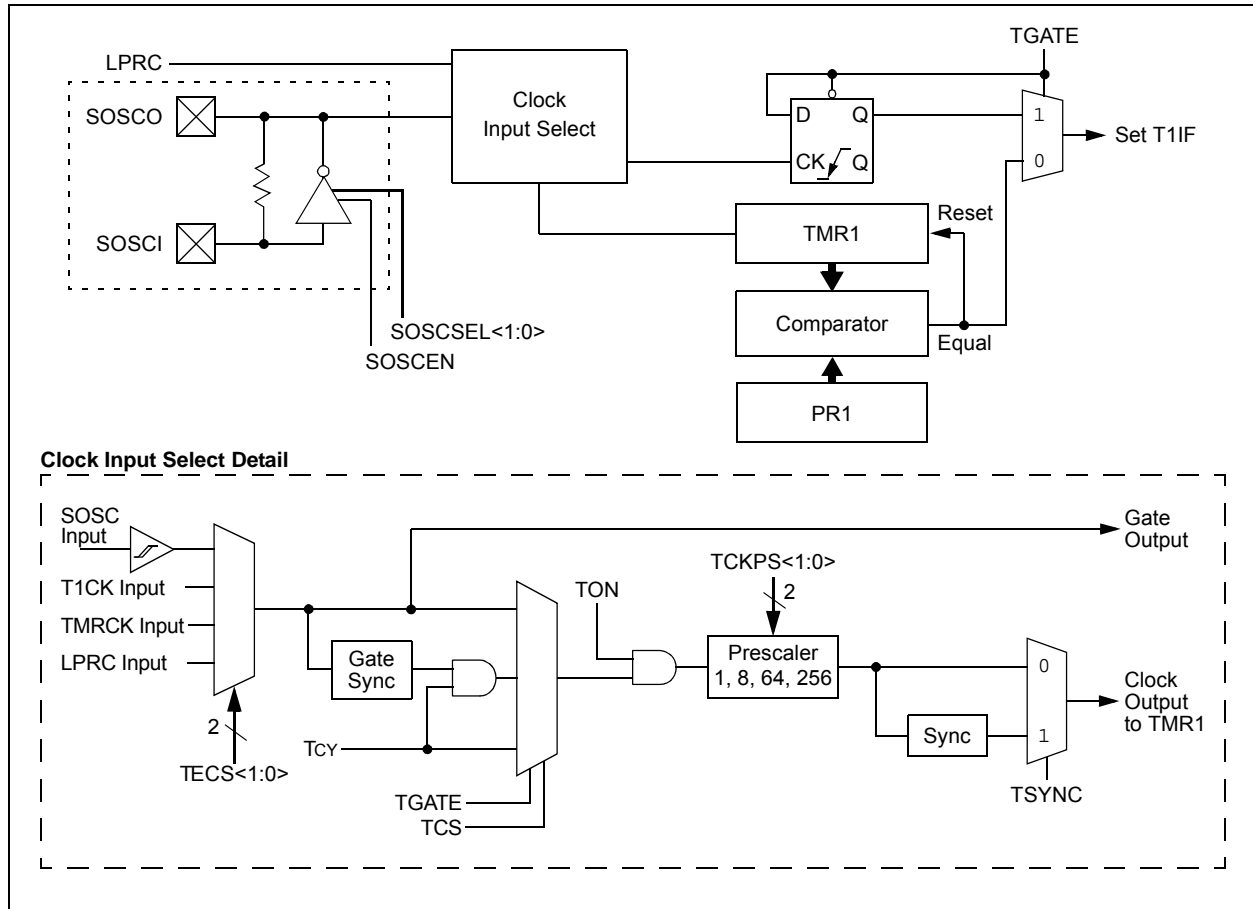 TGATE
LPRC
Clock
Input Select
SOSCO
D Q
1
Set T1IF
CK Q
0
SOSCI
TMR1
Reset
Comparator
Equal
SOSCSEL<1:0>
SOSCEN
PR1
Clock Input Select Detail
SOSC
Input
Gate
Output
TCKPS<1:0>
T1CK Input
TON
2
TMRCK Input
LPRC Input
Gate
Sync
Prescaler
1, 8, 64, 256
0
Clock
Output
to TMR1
2
Sync
1
TCY
TECS<1:0>
TGATE
TSYNC
TCS